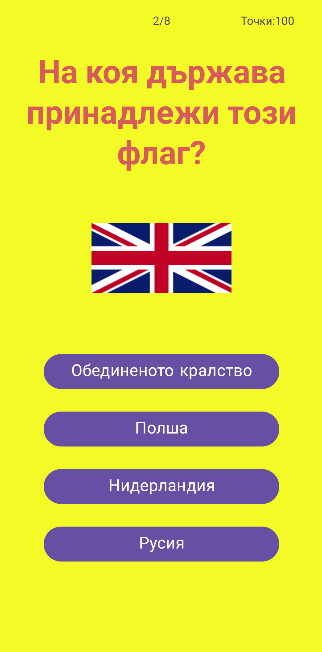 2/8
Точки:100
На коя държава
принадлежи този
флаг?
Обединеното кралство
Полша
Нидерландия
Русия